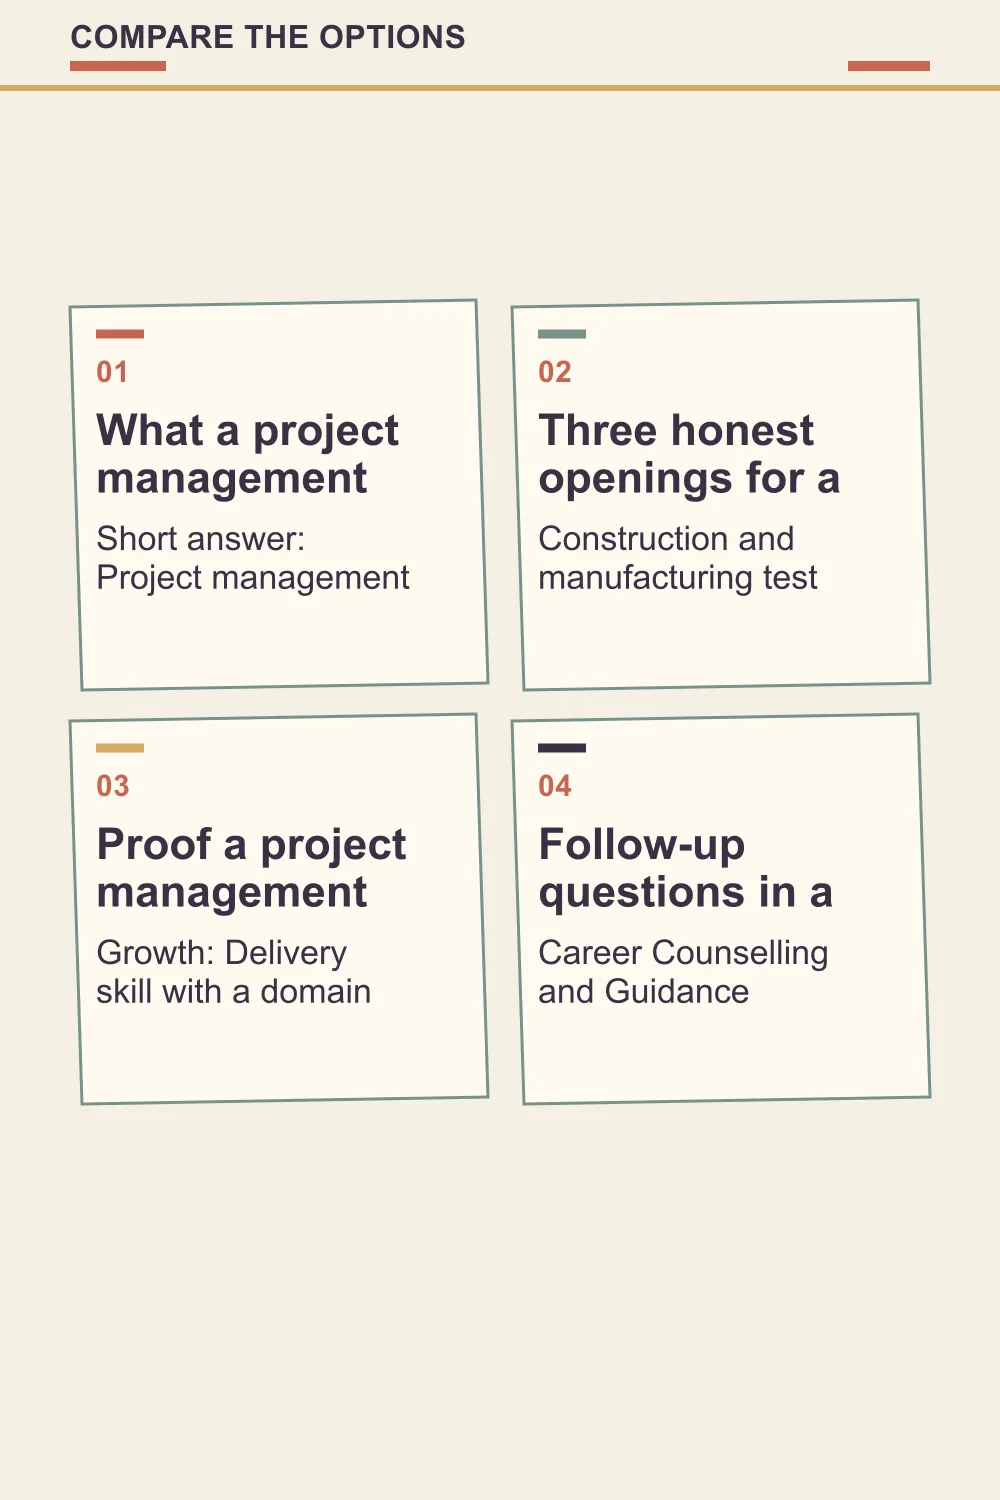 COMPARE THE OPTIONS
01
What a project
management
Short answer:
Project management
02
Three honest
openings for a
Construction and
manufacturing test
03
Proof a project
management
Growth: Delivery
skill with a domain
04
Follow-up
questions in a
Career Counselling
and Guidance